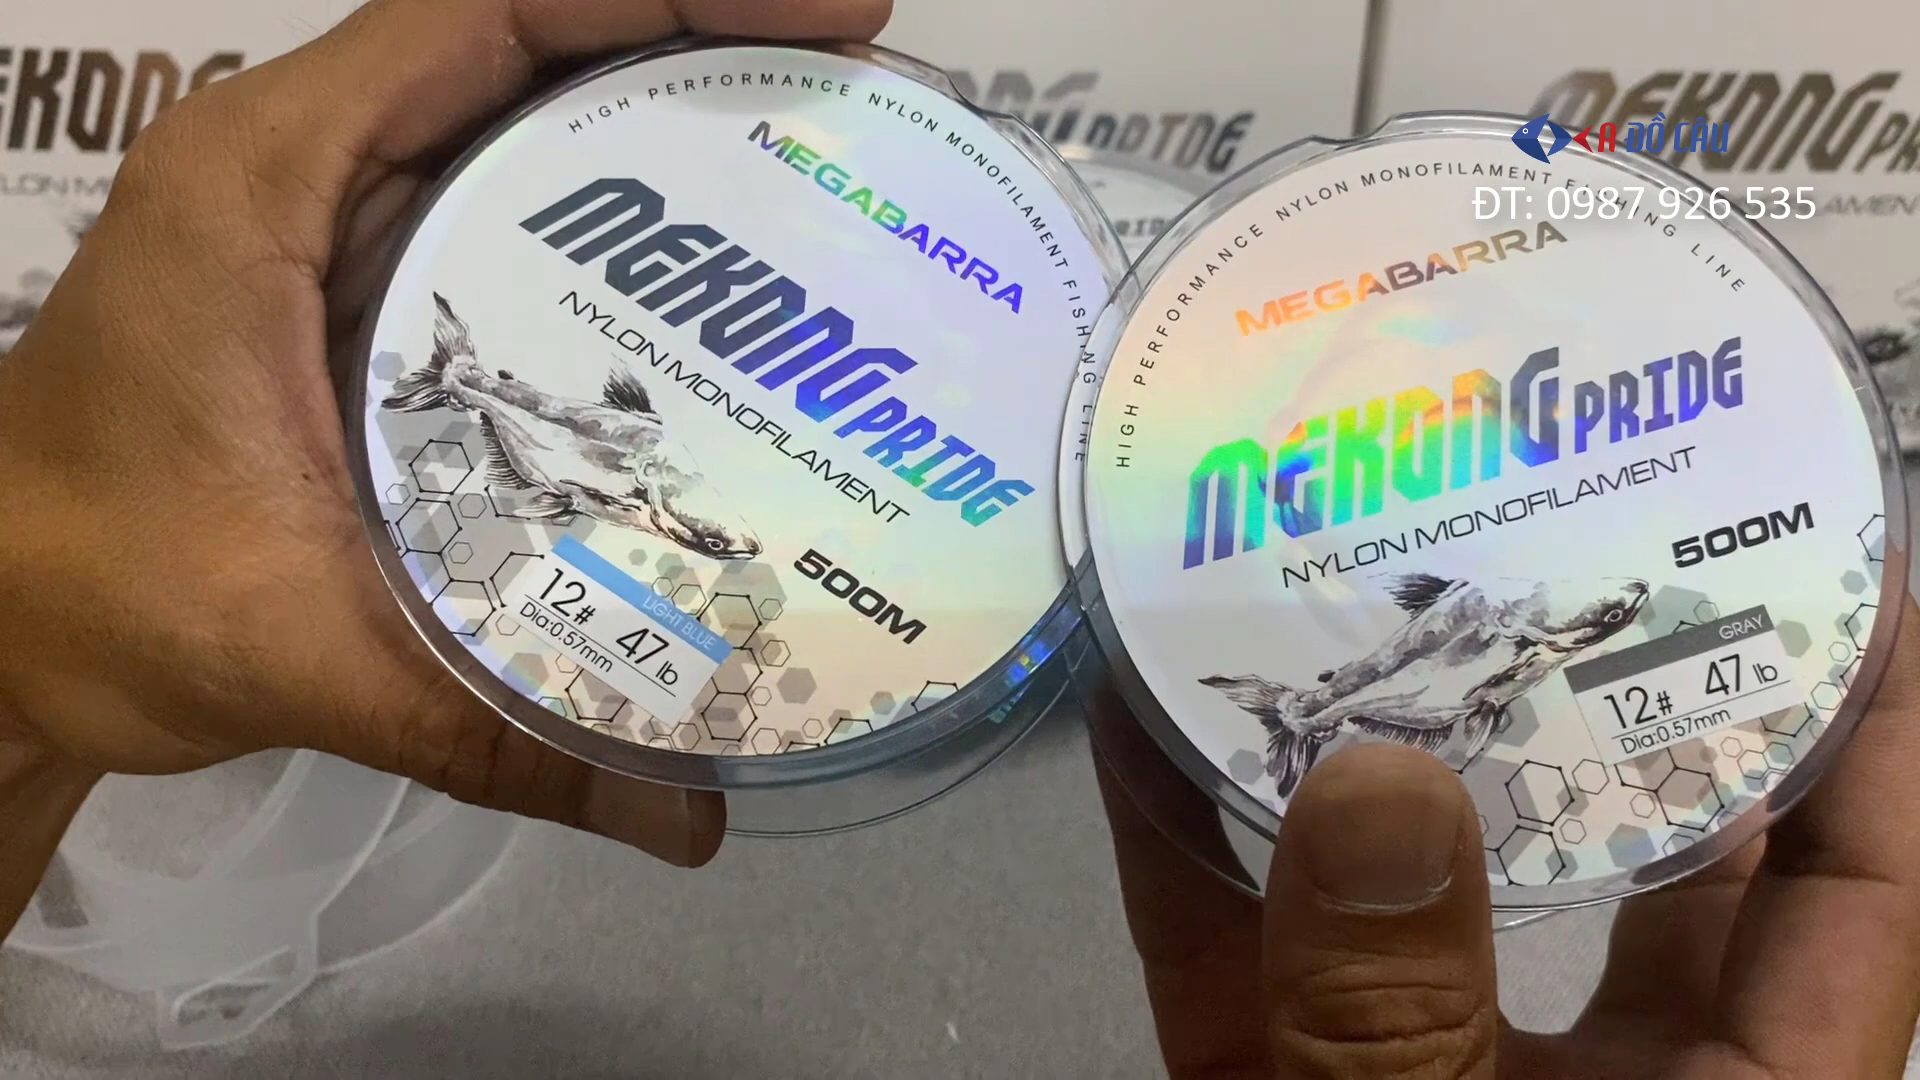 HIGH PERFORMANCE NYLON MONOFILAMENT FISHING LINE
MEGABARRA
MEKONG PRIDE
NYLON MONOFILAMENT
500M
LIGHT BLUE
12# 47 lb
Dia:0.57mm
A ĐỒ CÂU
ĐT: 0987 926 535
HIGH PERFORMANCE NYLON MONOFILAMENT FISHING LINE
MEGABARRA
MEKONG PRIDE
NYLON MONOFILAMENT
500M
GRAY
12# 47 lb
Dia:0.57mm
MEKONG
PRIDE
MEKONG